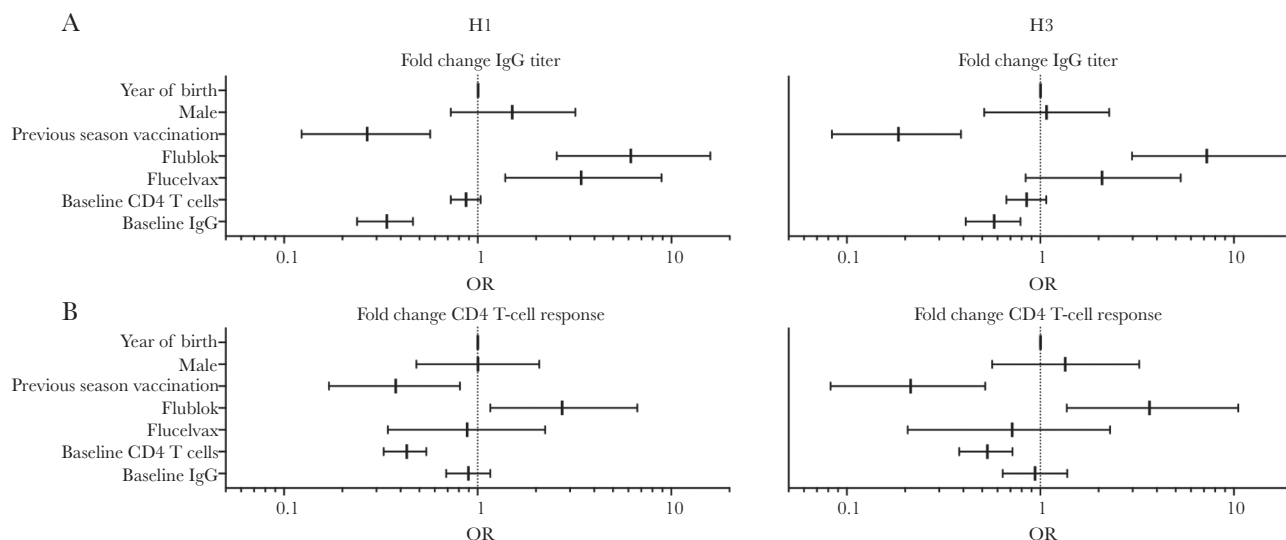 A
H1
H3
Fold change IgG titer
Fold change IgG titer
Year of birth
Male
Previous season vaccination
Flublok
Flucelvax
Baseline CD4 T cells
Baseline IgG
0.1
1
10
0.1
1
10
OR
OR
B
Fold change CD4 T-cell response
Fold change CD4 T-cell response
Year of birth
Male
Previous season vaccination
Flublok
Flucelvax
Baseline CD4 T cells
Baseline IgG
0.1
1
10
0.1
1
10
OR
OR